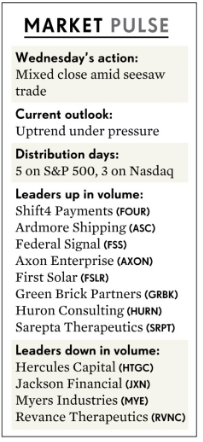 MARKET PULSE
Wednesday's action:
Mixed close amid seesaw
trade
Current outlook:
Uptrend under pressure
Distribution days:
5 on S&P 500, 3 on Nasdaq
Leaders up in volume:
Shift4 Payments (FOUR)
Ardmore Shipping (ASC)
Federal Signal (FSS)
Axon Enterprise (AXON)
First Solar (FSLR)
Green Brick Partners (GRBK)
Huron Consulting (HURN)
Sarepta Therapeutics (SRPT)
Leaders down in volume:
Hercules Capital (HTGC)
Jackson Financial (JXN)
Myers Industries (MYE)
Revance Therapeutics (RVNC)